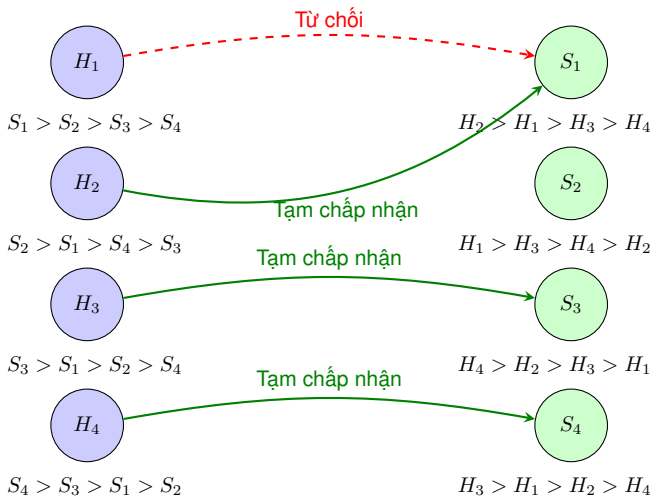 Từ chối
H₁ S₁
S₁ > S₂ > S₃ > S₄ H₂ > H₁ > H₃ > H₄
H₂ S₂
Tạm chấp nhận
S₂ > S₁ > S₄ > S₃ H₁ > H₃ > H₄ > H₂
Tạm chấp nhận
H₃ S₃
S₃ > S₁ > S₂ > S₄ H₄ > H₂ > H₃ > H₁
Tạm chấp nhận
H₄ S₄
S₄ > S₃ > S₁ > S₂ H₃ > H₁ > H₂ > H₄